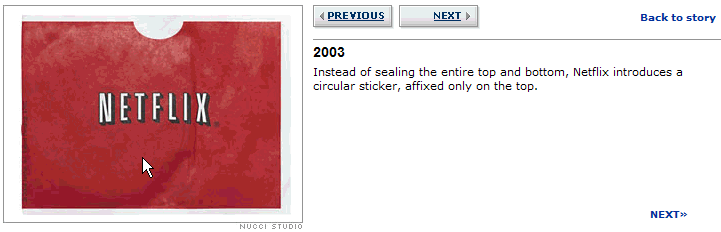 PREVIOUS
NEXT
Back to story
2003
Instead of sealing the entire top and bottom, Netflix introduces a
circular sticker, affixed only on the top.
NETFLIX
NEXT»
NUCCI STUDIO